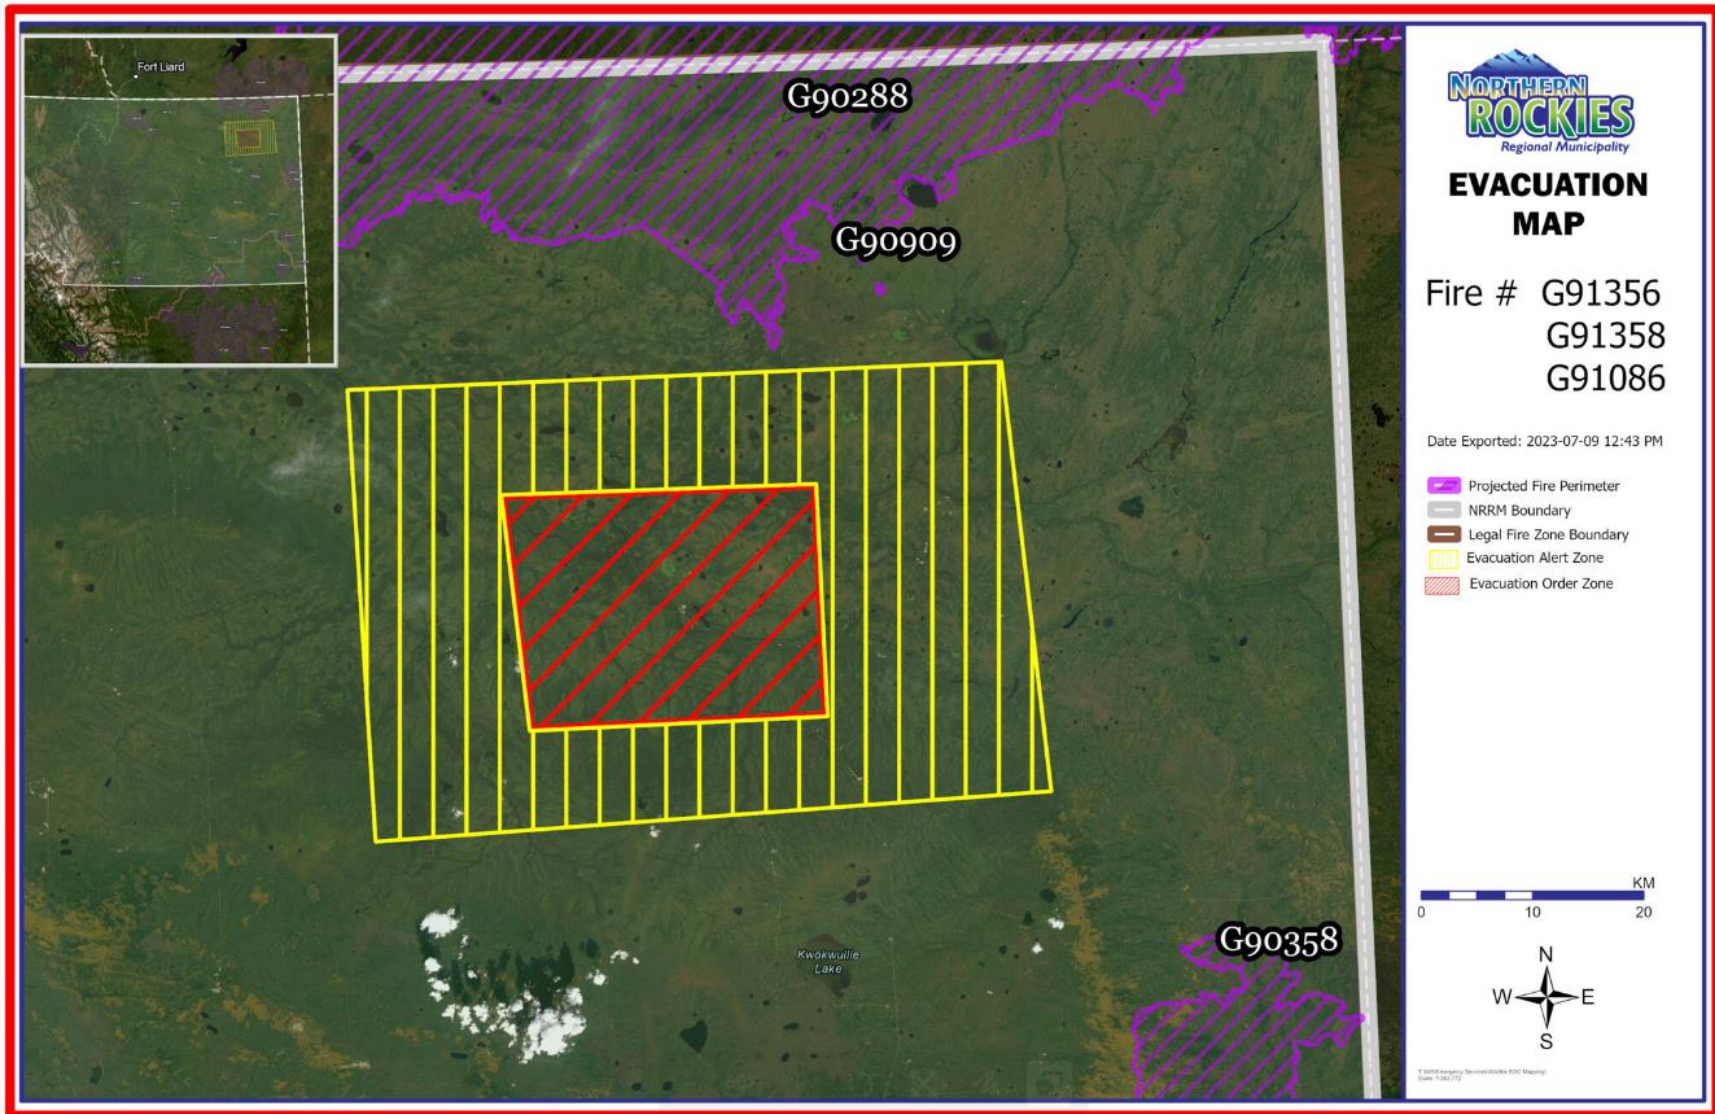 Fort Liard
G90288
G90909
G90358
Kwokwullie
Lake
NORTHERN
ROCKIES
Regional Municipality
EVACUATION
MAP
Fire # G91356
G91358
G91086
Date Exported: 2023-07-09 12:43 PM
Projected Fire Perimeter
NRRM Boundary
Legal Fire Zone Boundary
Evacuation Alert Zone
Evacuation Order Zone
KM
0 10 20
N
W E
S